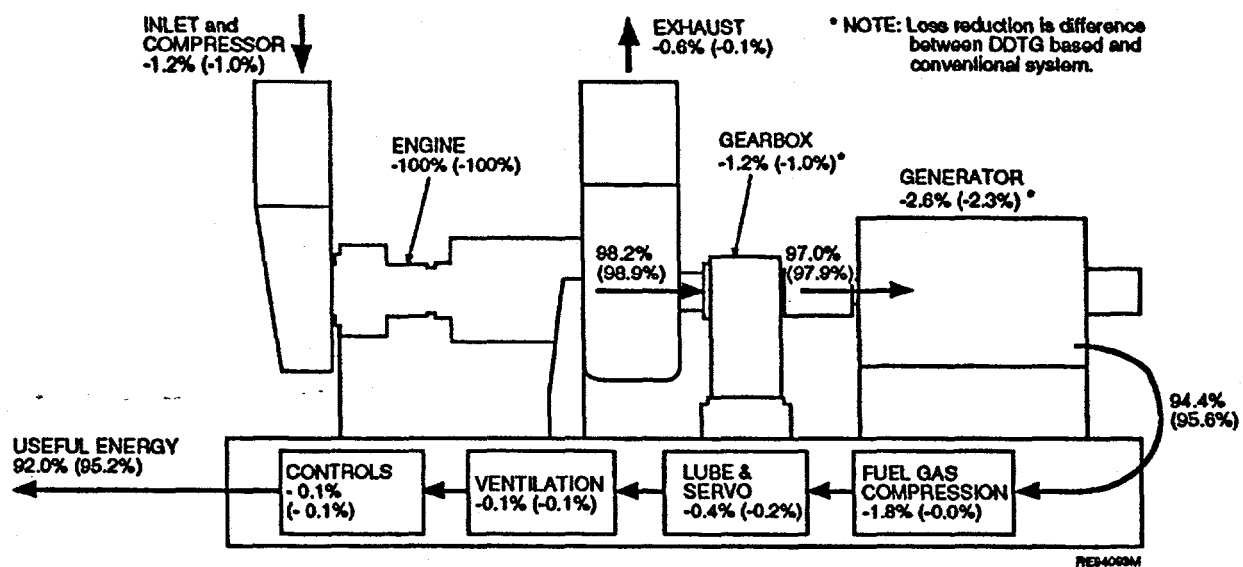 INLET and
COMPRESSOR
-1.2% (-1.0%)
EXHAUST
-0.6% (-0.1%)
* NOTE: Loss reduction is difference
between DDTG based and
conventional system.
ENGINE
-100% (-100%)
GEARBOX
-1.2% (-1.0%)*
GENERATOR
-2.6% (-2.3%) *
98.2%
(98.9%)
97.0%
(97.9%)
94.4%
(95.6%)
USEFUL ENERGY
92.0% (95.2%)
CONTROLS
- 0.1%
(- 0.1%)
VENTILATION
-0.1% (-0.1%)
LUBE &
SERVO
-0.4% (-0.2%)
FUEL GAS
COMPRESSION
-1.8% (-0.0%)
RE94093M